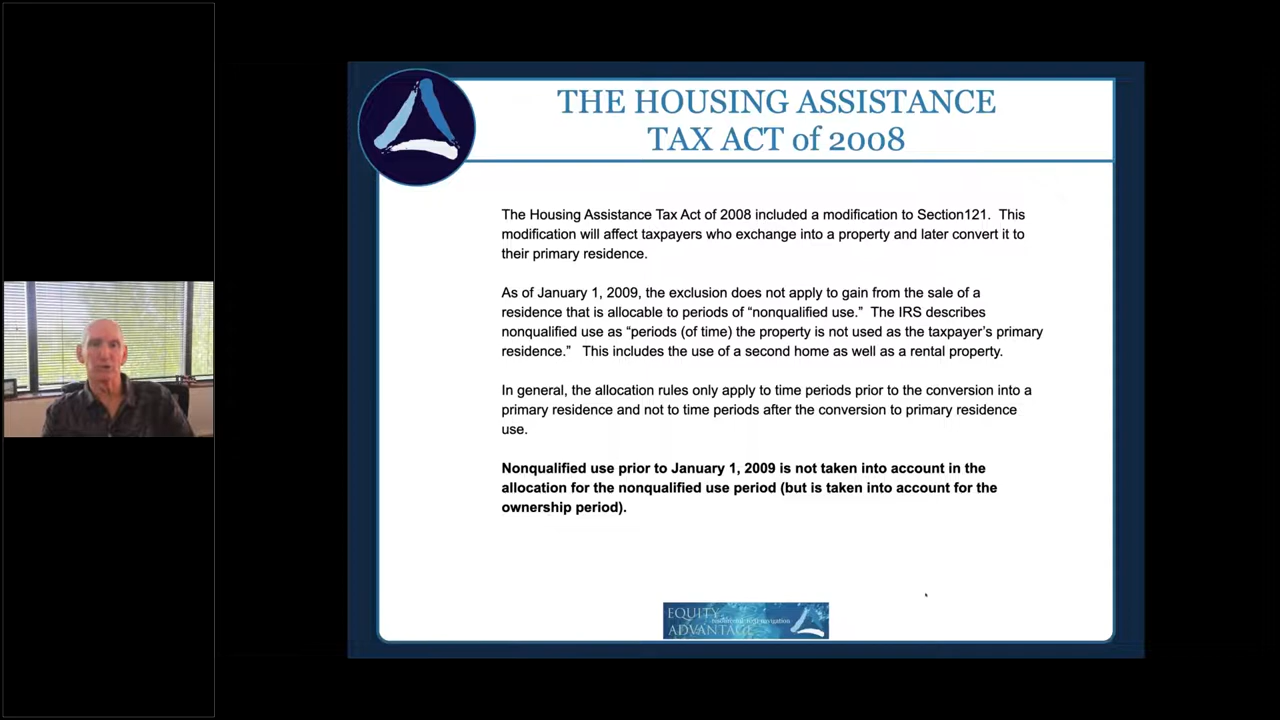 THE HOUSING ASSISTANCE
TAX ACT of 2008
The Housing Assistance Tax Act of 2008 included a modification to Section121.  This
modification will affect taxpayers who exchange into a property and later convert it to
their primary residence.
As of January 1, 2009, the exclusion does not apply to gain from the sale of a
residence that is allocable to periods of “nonqualified use.”  The IRS describes
nonqualified use as “periods (of time) the property is not used as the taxpayer’s primary
residence.”   This includes the use of a second home as well as a rental property.
In general, the allocation rules only apply to time periods prior to the conversion into a
primary residence and not to time periods after the conversion to primary residence
use.
Nonqualified use prior to January 1, 2009 is not taken into account in the
allocation for the nonqualified use period (but is taken into account for the
ownership period).
EQUITY
ADVANTAGE